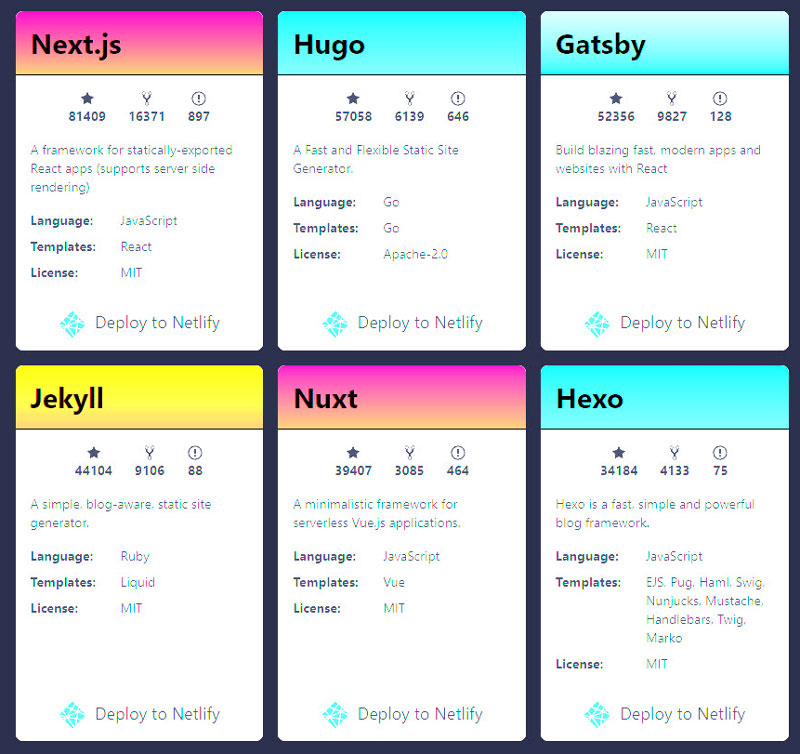 Next.js
81409 16371 897
A framework for statically-exported
React apps (supports server side
rendering)
Language: JavaScript
Templates: React
License: MIT
Deploy to Netlify
Hugo
57058 6139 646
A Fast and Flexible Static Site
Generator.
Language: Go
Templates: Go
License: Apache-2.0
Deploy to Netlify
Gatsby
52356 9827 128
Build blazing fast, modern apps and
websites with React
Language: JavaScript
Templates: React
License: MIT
Deploy to Netlify
Jekyll
44104 9106 88
A simple, blog-aware, static site
generator.
Language: Ruby
Templates: Liquid
License: MIT
Deploy to Netlify
Nuxt
39407 3085 464
A minimalistic framework for
serverless Vue.js applications.
Language: JavaScript
Templates: Vue
License: MIT
Deploy to Netlify
Hexo
34184 4133 75
Hexo is a fast, simple and powerful
blog framework.
Language: JavaScript
Templates: EJS, Pug, Haml, Swig,
Nunjucks, Mustache,
Handlebars, Twig,
Marko
License: MIT
Deploy to Netlify